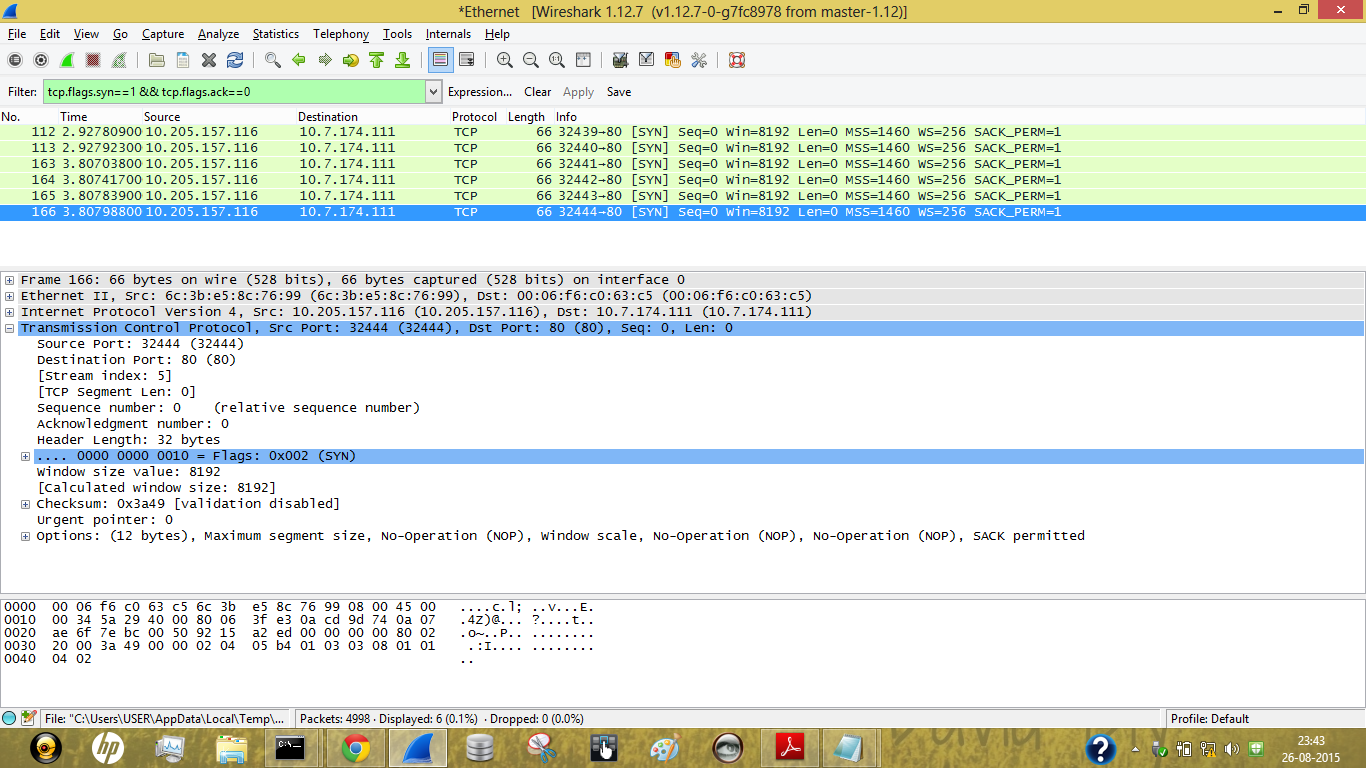 *Ethernet [Wireshark 1.12.7 (v1.12.7-0-g7fc8978 from master-1.12)]
File Edit View Go Capture Analyze Statistics Telephony Tools Internals Help
Filter: tcp.flags.syn==1 && tcp.flags.ack==0 Expression... Clear Apply Save
No. Time Source Destination Protocol Length Info
112 2.92780900 10.205.157.116 10.7.174.111 TCP 66 32439→80 [SYN] Seq=0 Win=8192 Len=0 MSS=1460 WS=256 SACK_PERM=1
113 2.92792300 10.205.157.116 10.7.174.111 TCP 66 32440→80 [SYN] Seq=0 Win=8192 Len=0 MSS=1460 WS=256 SACK_PERM=1
163 3.80703800 10.205.157.116 10.7.174.111 TCP 66 32441→80 [SYN] Seq=0 Win=8192 Len=0 MSS=1460 WS=256 SACK_PERM=1
164 3.80741700 10.205.157.116 10.7.174.111 TCP 66 32442→80 [SYN] Seq=0 Win=8192 Len=0 MSS=1460 WS=256 SACK_PERM=1
165 3.80783900 10.205.157.116 10.7.174.111 TCP 66 32443→80 [SYN] Seq=0 Win=8192 Len=0 MSS=1460 WS=256 SACK_PERM=1
166 3.80798800 10.205.157.116 10.7.174.111 TCP 66 32444→80 [SYN] Seq=0 Win=8192 Len=0 MSS=1460 WS=256 SACK_PERM=1
Frame 166: 66 bytes on wire (528 bits), 66 bytes captured (528 bits) on interface 0
Ethernet II, Src: 6c:3b:e5:8c:76:99 (6c:3b:e5:8c:76:99), Dst: 00:06:f6:c0:63:c5 (00:06:f6:c0:63:c5)
Internet Protocol Version 4, Src: 10.205.157.116 (10.205.157.116), Dst: 10.7.174.111 (10.7.174.111)
Transmission Control Protocol, Src Port: 32444 (32444), Dst Port: 80 (80), Seq: 0, Len: 0
Source Port: 32444 (32444)
Destination Port: 80 (80)
[Stream index: 5]
[TCP Segment Len: 0]
Sequence number: 0 (relative sequence number)
Acknowledgment number: 0
Header Length: 32 bytes
.... 0000 0000 0010 = Flags: 0x002 (SYN)
Window size value: 8192
[Calculated window size: 8192]
Checksum: 0x3a49 [validation disabled]
Urgent pointer: 0
Options: (12 bytes), Maximum segment size, No-Operation (NOP), Window scale, No-Operation (NOP), No-Operation (NOP), SACK permitted
0000 00 06 f6 c0 63 c5 6c 3b e5 8c 76 99 08 00 45 00 ....c.l; ..v...E.
0010 00 34 5a 29 40 00 80 06 3f e3 0a cd 9d 74 0a 07 .4Z)@... ?....t..
0020 ae 6f 7e bc 00 50 92 15 a2 ed 00 00 00 00 80 02 .o~..P.. ........
0030 20 00 3a 49 00 00 02 04 05 b4 01 03 03 08 01 01 .:I.... ........
0040 04 02 ..
File: "C:\Users\USER\AppData\Local\Temp\... Packets: 4998 · Displayed: 6 (0.1%) · Dropped: 0 (0.0%) Profile: Default
hp
C:\_
23:43
26-08-2015